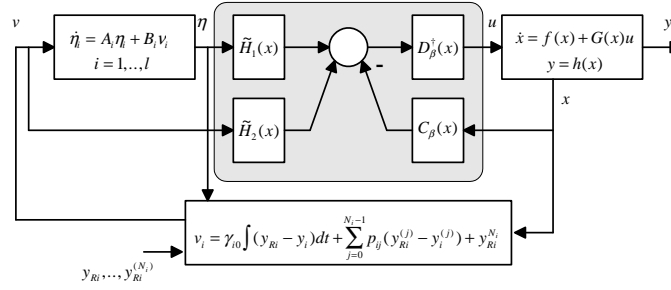 v
η̇ᵢ = Aᵢηᵢ + Bᵢvᵢ
i = 1,..,l
η
H̃₁(x)
-
D†β(x)
u
ẋ = f(x) + G(x)u
y = h(x)
y
H̃₂(x)
Cβ(x)
x
vᵢ = γᵢ₀∫(y_Ri − yᵢ)dt + ∑_{j=0}^{Nᵢ−1} pᵢⱼ(y_Ri^{(j)} − yᵢ^{(j)}) + y_Ri^{Nᵢ}
y_Ri,..,y_Ri^{(Nᵢ)}